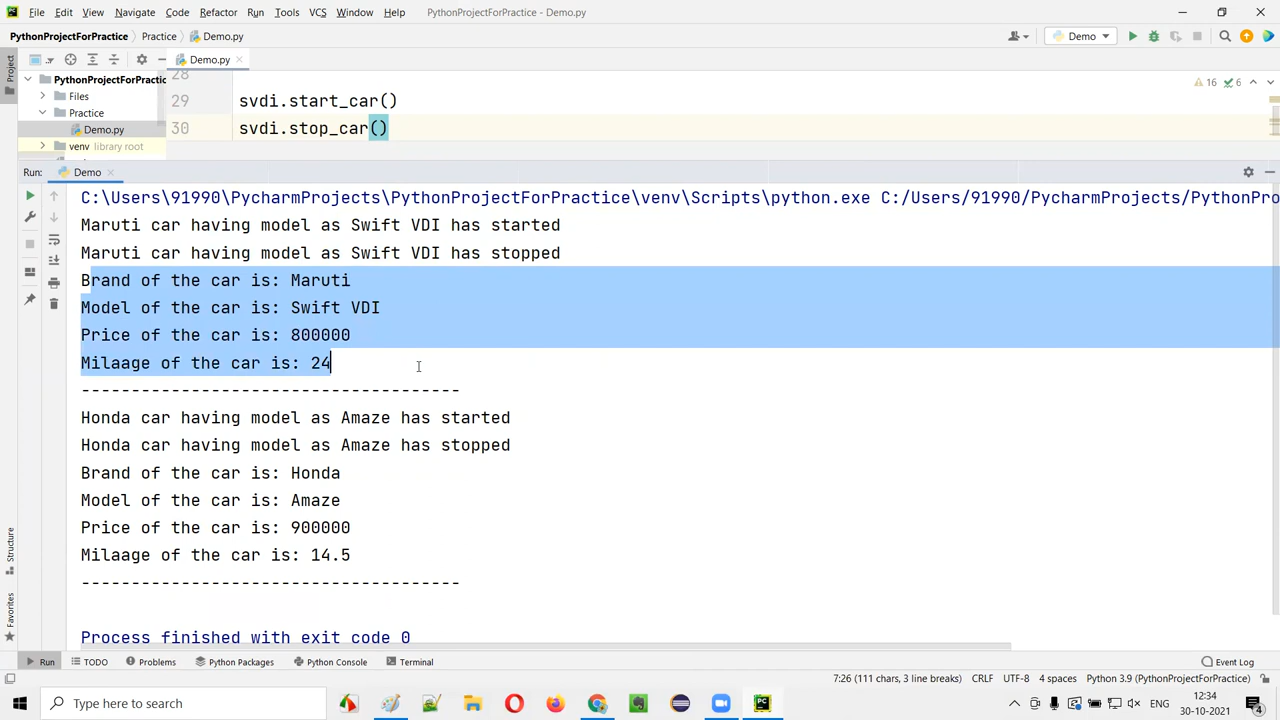 File Edit View Navigate Code Refactor Run Tools VCS Window Help PythonProjectForPractice - Demo.py
PythonProjectForPractice Practice Demo.py Demo
Demo.py
PythonProjectForPractic
Files
Practice
Demo.py
venv library root
Project
28
29 svdi.start_car()
30 svdi.stop_car()
16 6
Run: Demo
C:\Users\91990\PycharmProjects\PythonProjectForPractice\venv\Scripts\python.exe C:/Users/91990/PycharmProjects/PythonPro
Maruti car having model as Swift VDI has started
Maruti car having model as Swift VDI has stopped
Brand of the car is: Maruti
Model of the car is: Swift VDI
Price of the car is: 800000
Milaage of the car is: 24
--------------------------------------
Honda car having model as Amaze has started
Honda car having model as Amaze has stopped
Brand of the car is: Honda
Model of the car is: Amaze
Price of the car is: 900000
Milaage of the car is: 14.5
--------------------------------------
Process finished with exit code 0
Structure
Favorites
Run TODO Problems Python Packages Python Console Terminal Event Log
7:26 (111 chars, 3 line breaks) CRLF UTF-8 4 spaces Python 3.9 (PythonProjectForPractice)
Type here to search
ENG
12:34
30-10-2021
4